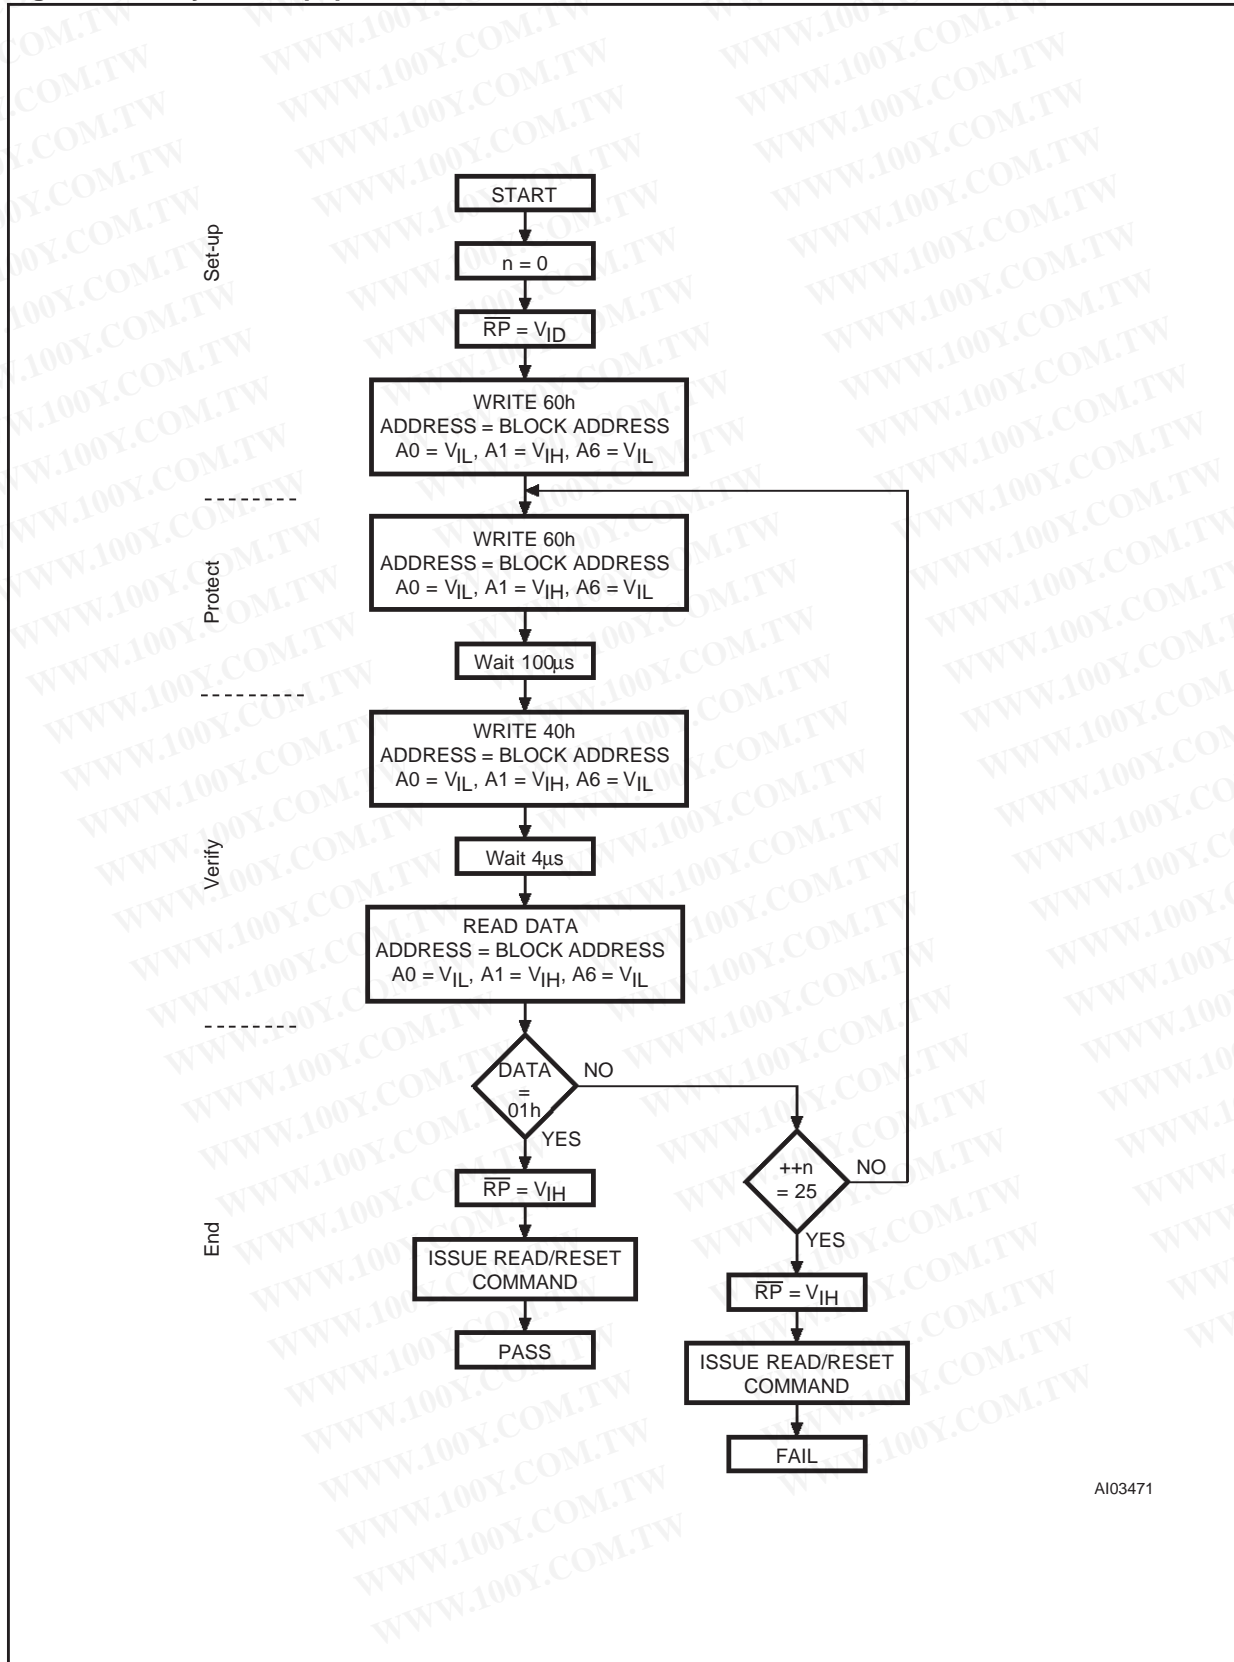 START
Set-up
n = 0
RP = VID
WRITE 60h
ADDRESS = BLOCK ADDRESS
A0 = VIL, A1 = VIH, A6 = VIL
Protect
WRITE 60h
ADDRESS = BLOCK ADDRESS
A0 = VIL, A1 = VIH, A6 = VIL
Wait 100µs
WRITE 40h
ADDRESS = BLOCK ADDRESS
A0 = VIL, A1 = VIH, A6 = VIL
Verify
Wait 4µs
READ DATA
ADDRESS = BLOCK ADDRESS
A0 = VIL, A1 = VIH, A6 = VIL
DATA
=
01h
NO
YES
++n
= 25
NO
YES
End
RP = VIH
ISSUE READ/RESET
COMMAND
PASS
RP = VIH
ISSUE READ/RESET
COMMAND
FAIL
AI03471
WWW.100Y.COM.TW